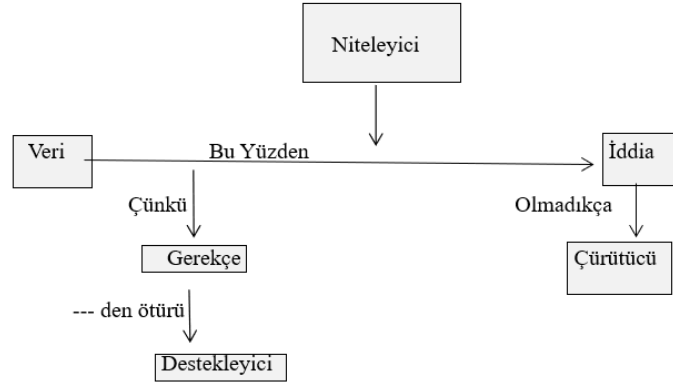 Niteleyici
Veri
Bu Yüzden
İddia
Çünkü
Olmadıkça
Gerekçe
Çürütücü
--- den ötürü
Destekleyici